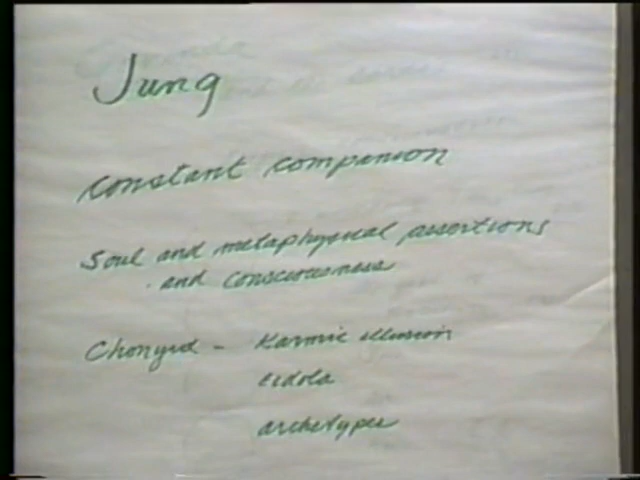 Jung
Constant companion
Soul and metaphysical assertions
and consciousness
Chonyid - Karmic illusion
eidola
archetypes